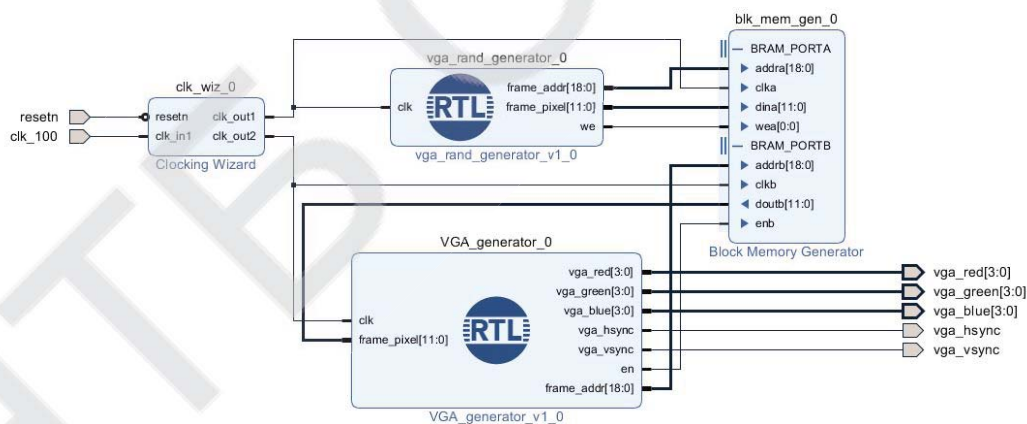 blk_mem_gen_0
BRAM_PORTA
addra[18:0]
clka
dina[11:0]
wea[0:0]
BRAM_PORTB
addrb[18:0]
clkb
doutb[11:0]
enb
Block Memory Generator
vga_rand_generator_0
clk
RTL
frame_addr[18:0]
frame_pixel[11:0]
we
vga_rand_generator_v1_0
clk_wiz_0
resetn
clk_100
resetn
clk_in1
clk_out1
clk_out2
Clocking Wizard
VGA_generator_0
clk
frame_pixel[11:0]
RTL
vga_red[3:0]
vga_green[3:0]
vga_blue[3:0]
vga_hsync
vga_vsync
en
frame_addr[18:0]
VGA_generator_v1_0
vga_red[3:0]
vga_green[3:0]
vga_blue[3:0]
vga_hsync
vga_vsync